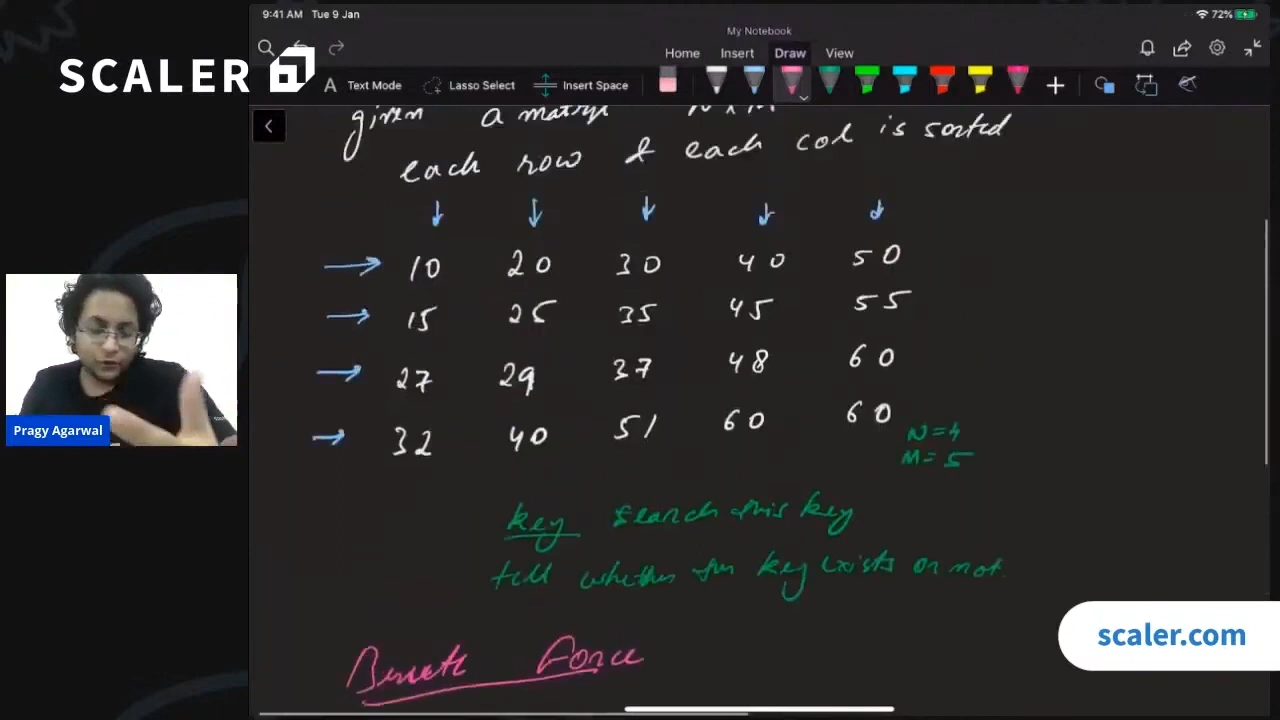 9:41 AM Tue 9 Jan
72%
My Notebook
Home Insert Draw View
SCALER
Text Mode Lasso Select Insert Space
given a matrix N x M
each row & each col is sorted
10 20 30 40 50
15 25 35 45 55
27 29 37 48 60
32 40 51 60 60
N=4
M=5
Pragy Agarwal
key search this key
tell whether the key exists or not.
scaler.com
Brute Force